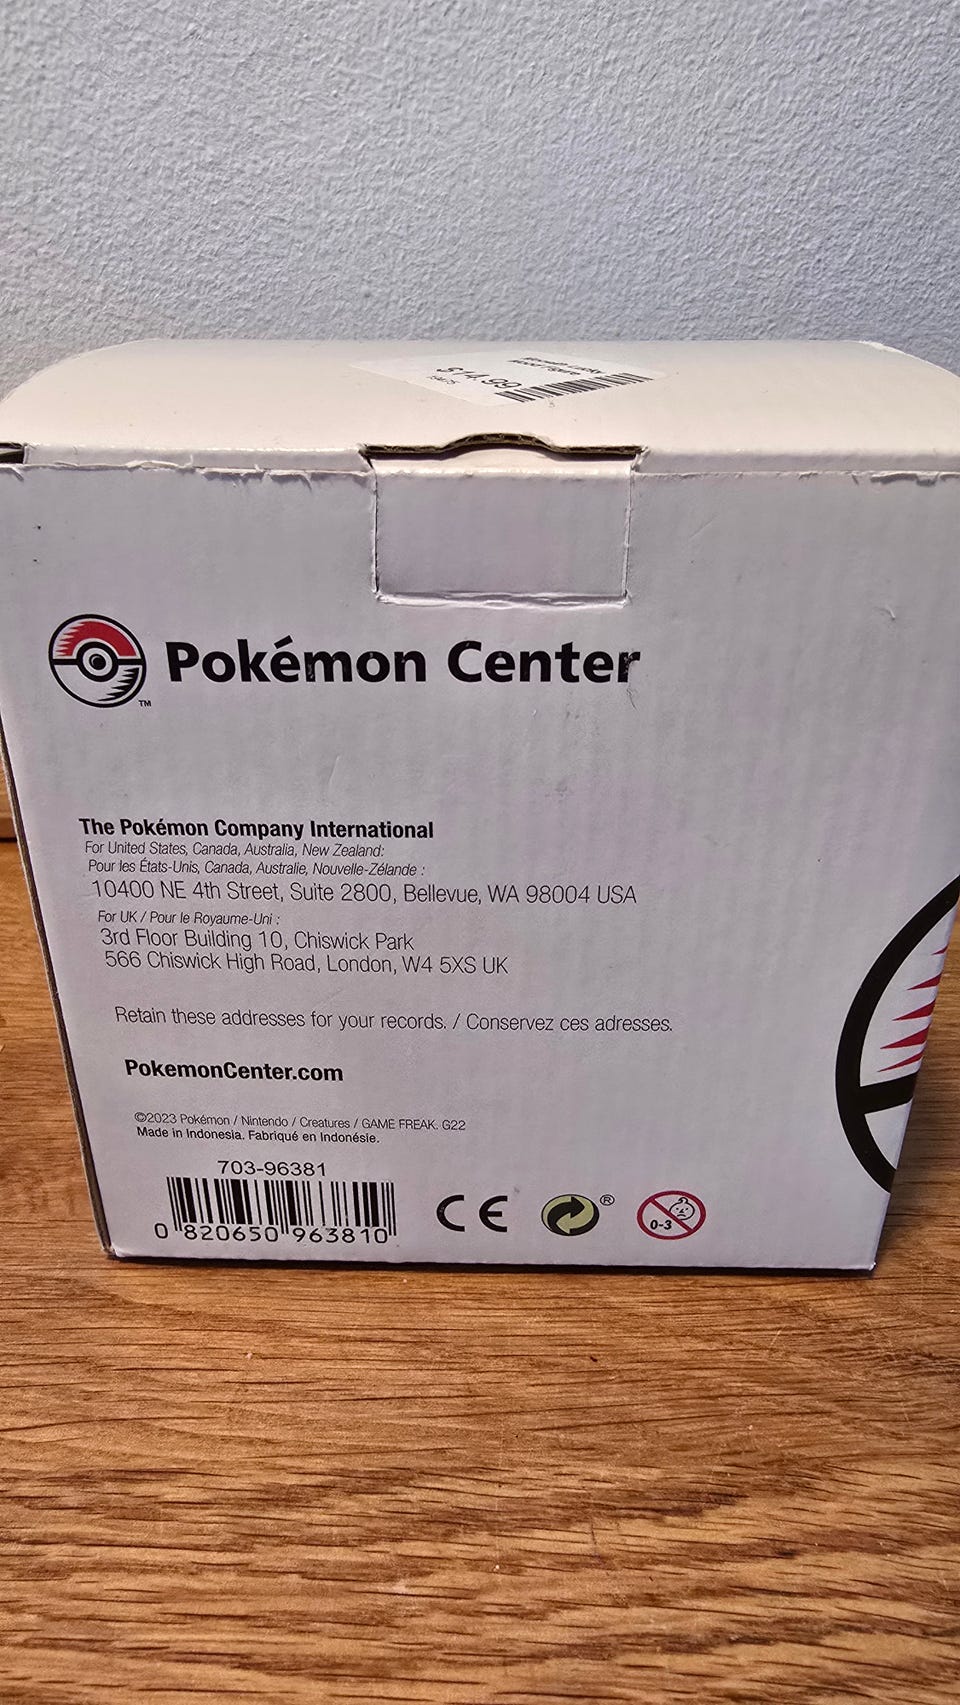 $14.99
Pokémon Center
TM
The Pokémon Company International
For United States, Canada, Australia, New Zealand:
Pour les États-Unis, Canada, Australie, Nouvelle-Zélande :
10400 NE 4th Street, Suite 2800, Bellevue, WA 98004 USA
For UK / Pour le Royaume-Uni :
3rd Floor Building 10, Chiswick Park
566 Chiswick High Road, London, W4 5XS UK
Retain these addresses for your records. / Conservez ces adresses.
PokemonCenter.com
©2023 Pokémon / Nintendo / Creatures / GAME FREAK. G22
Made in Indonesia. Fabriqué en Indonésie.
703-96381
0 820650 963810
CE ® 0-3